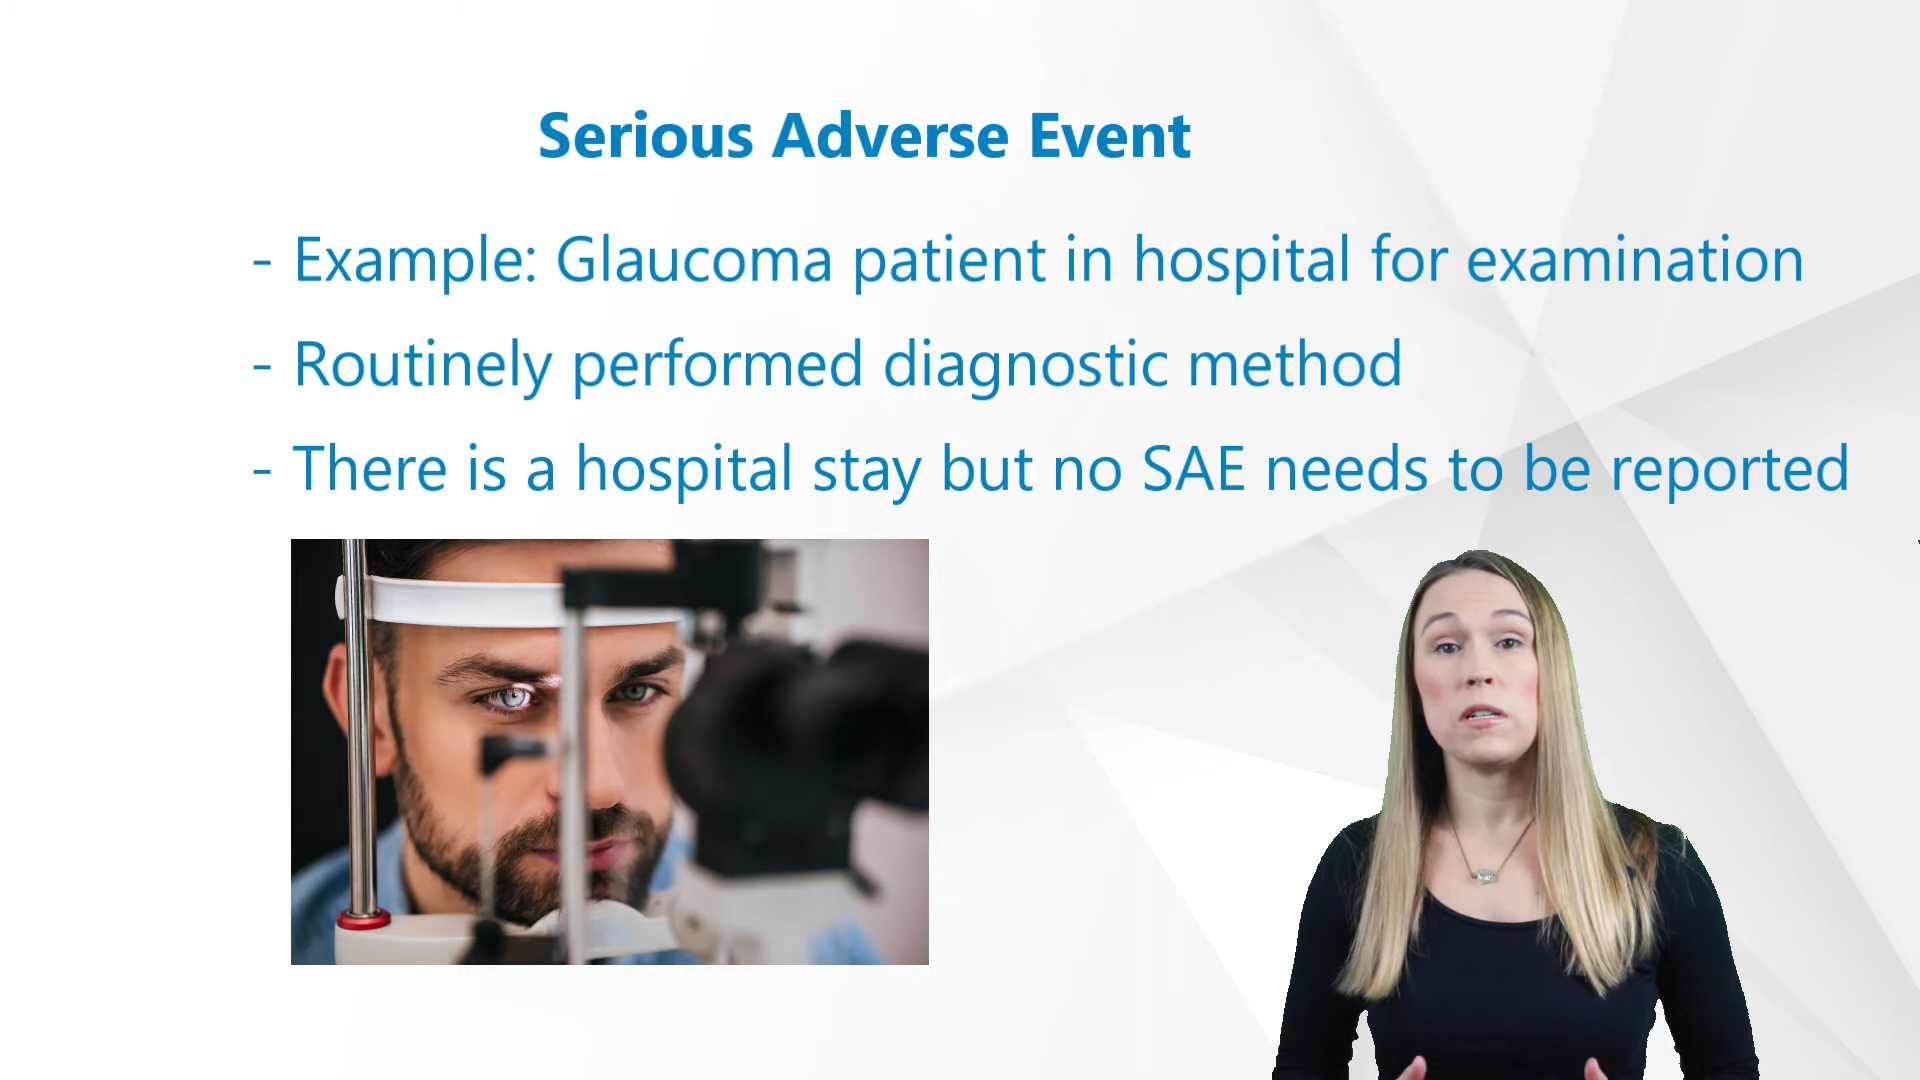 Serious Adverse Event
- Example: Glaucoma patient in hospital for examination
- Routinely performed diagnostic method
- There is a hospital stay but no SAE needs to be reported